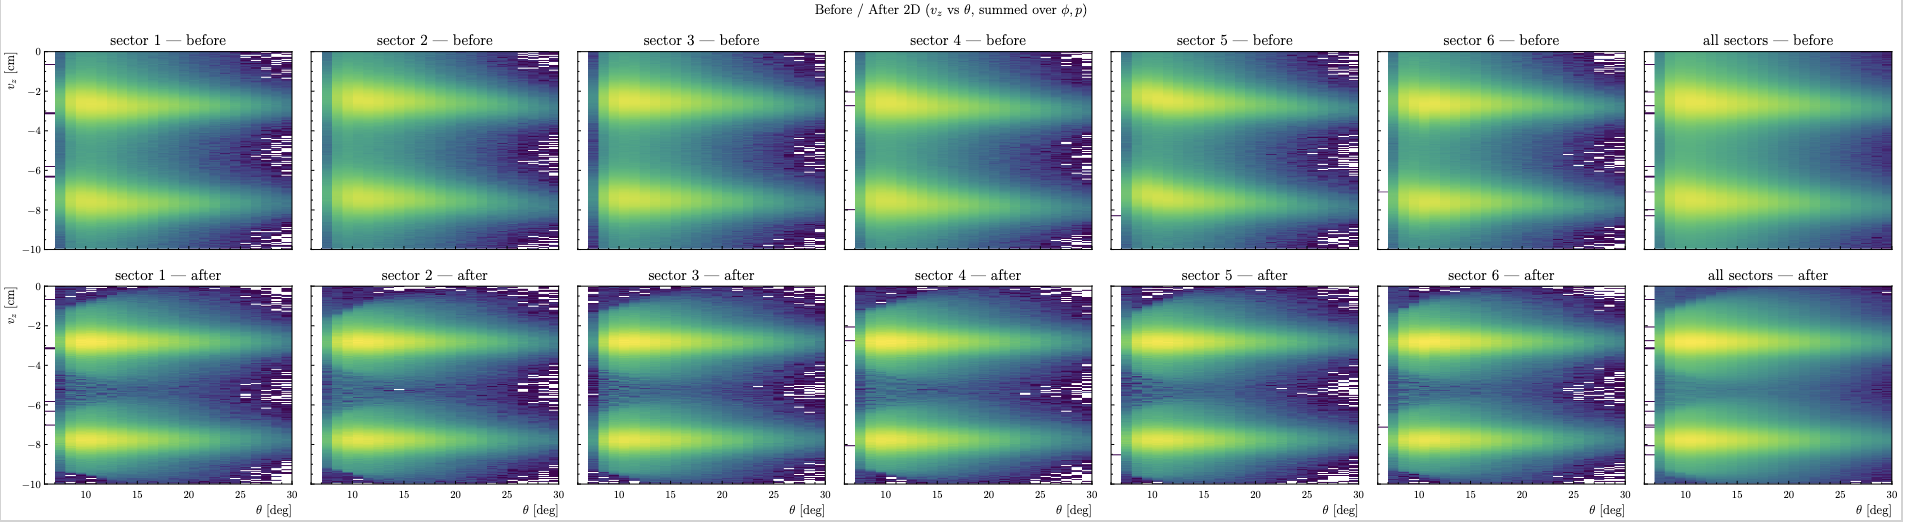 Before / After 2D (v_z vs θ, summed over ϕ, p)
sector 1 — before
sector 2 — before
sector 3 — before
sector 4 — before
sector 5 — before
sector 6 — before
all sectors — before
v_z [cm]
0
−2
−4
−6
−8
−10
sector 1 — after
sector 2 — after
sector 3 — after
sector 4 — after
sector 5 — after
sector 6 — after
all sectors — after
v_z [cm]
0
−2
−4
−6
−8
−10
10 15 20 25 30
10 15 20 25 30
10 15 20 25 30
10 15 20 25 30
10 15 20 25 30
10 15 20 25 30
10 15 20 25 30
θ [deg]
θ [deg]
θ [deg]
θ [deg]
θ [deg]
θ [deg]
θ [deg]